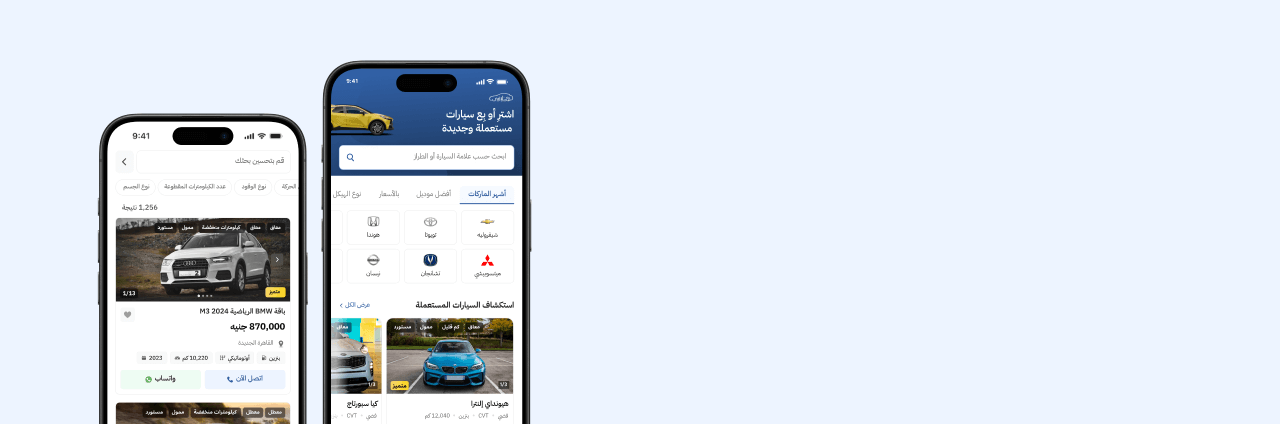 9:41
قم بتحسين بحثك
الحركة
نوع الوقود
عدد الكيلومترات المقطوعة
نوع الجسم
1,256 نتيجة
معاق
معاق
كيلومترات منخفضة
ممول
مستورد
1/13
متميز
باقة BMW الرياضية M3 2024
870,000 جنيه
القاهرة الجديدة
بنزين
أوتوماتيكي
10,220 كم
2023
اتصل الآن
واتساب
معطل
معطل
كيلومترات منخفضة
ممول
مستورد
9:41
اشترِ أو بِع سيارات
مستعملة وجديدة
ابحث حسب علامة السيارة أو الطراز
أشهر الماركات
أفضل موديل
بالأسعار
نوع الهيكل
شيفروليه
تويوتا
هوندا
ميتسوبيشي
تشانجان
نيسان
استكشاف السيارات المستعملة
عرض الكل
معاق
كم قليل
ممول
مستورد
معاق
متميز
1/3
1/3
هيونداي إلنترا
كيا سبورتاج
فضي · CVT · بنزين · 12,040 كم
فضي · CVT